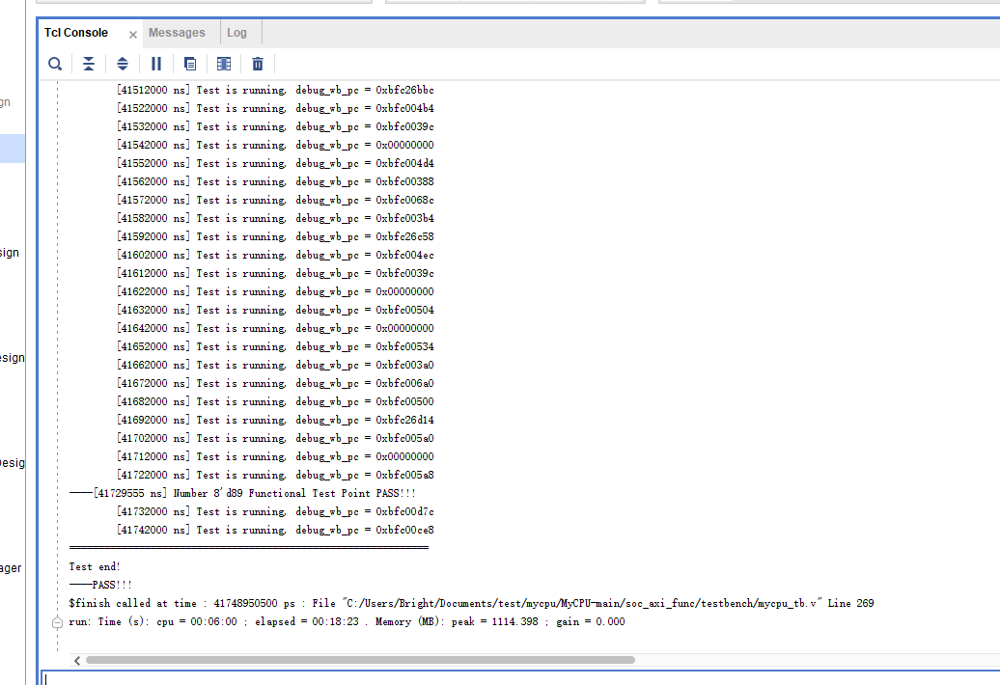 Tcl Console
Messages
Log
gn
sign
esign
Desig
ager
[41512000 ns] Test is running, debug_wb_pc = 0xbfc26bbc
[41522000 ns] Test is running, debug_wb_pc = 0xbfc004b4
[41532000 ns] Test is running, debug_wb_pc = 0xbfc0039c
[41542000 ns] Test is running, debug_wb_pc = 0x00000000
[41552000 ns] Test is running, debug_wb_pc = 0xbfc004d4
[41562000 ns] Test is running, debug_wb_pc = 0xbfc00388
[41572000 ns] Test is running, debug_wb_pc = 0xbfc0068c
[41582000 ns] Test is running, debug_wb_pc = 0xbfc003b4
[41592000 ns] Test is running, debug_wb_pc = 0xbfc26c58
[41602000 ns] Test is running, debug_wb_pc = 0xbfc004ec
[41612000 ns] Test is running, debug_wb_pc = 0xbfc0039c
[41622000 ns] Test is running, debug_wb_pc = 0x00000000
[41632000 ns] Test is running, debug_wb_pc = 0xbfc00504
[41642000 ns] Test is running, debug_wb_pc = 0x00000000
[41652000 ns] Test is running, debug_wb_pc = 0xbfc00534
[41662000 ns] Test is running, debug_wb_pc = 0xbfc003a0
[41672000 ns] Test is running, debug_wb_pc = 0xbfc006a0
[41682000 ns] Test is running, debug_wb_pc = 0xbfc00500
[41692000 ns] Test is running, debug_wb_pc = 0xbfc26d14
[41702000 ns] Test is running, debug_wb_pc = 0xbfc005a0
[41712000 ns] Test is running, debug_wb_pc = 0x00000000
[41722000 ns] Test is running, debug_wb_pc = 0xbfc005a8
----[41729555 ns] Number 8'd89 Functional Test Point PASS!!!
[41732000 ns] Test is running, debug_wb_pc = 0xbfc00d7c
[41742000 ns] Test is running, debug_wb_pc = 0xbfc00ce8
==============================================================
Test end!
----PASS!!!
$finish called at time : 41748950500 ps : File "C:/Users/Bright/Documents/test/mycpu/MyCPU-main/soc_axi_func/testbench/mycpu_tb.v" Line 269
run: Time (s): cpu = 00:06:00 ; elapsed = 00:18:23 . Memory (MB): peak = 1114.398 ; gain = 0.000